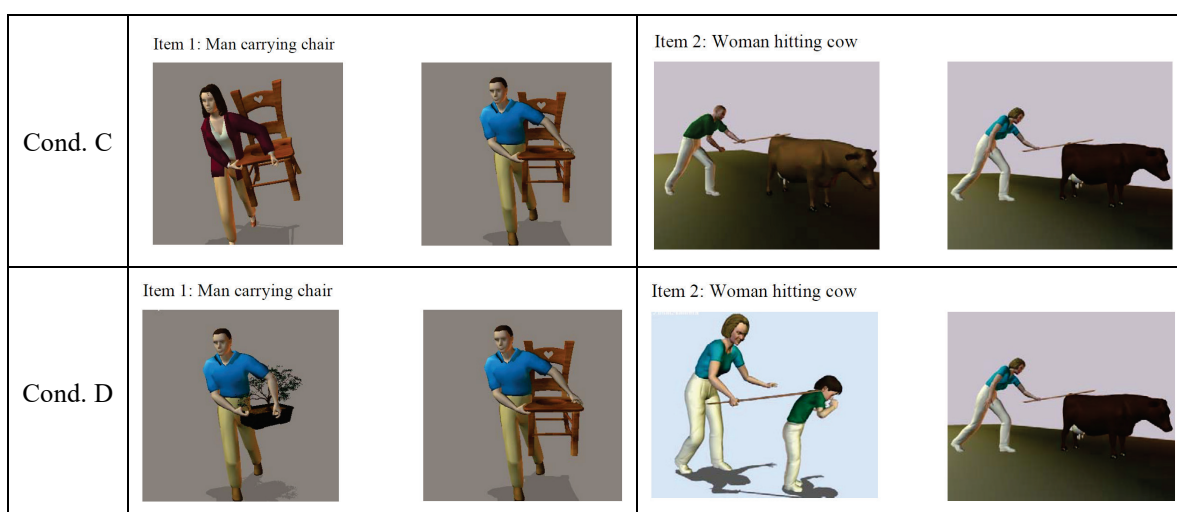 Cond. C
Item 1: Man carrying chair
Item 2: Woman hitting cow
Cond. D
Item 1: Man carrying chair
Item 2: Woman hitting cow